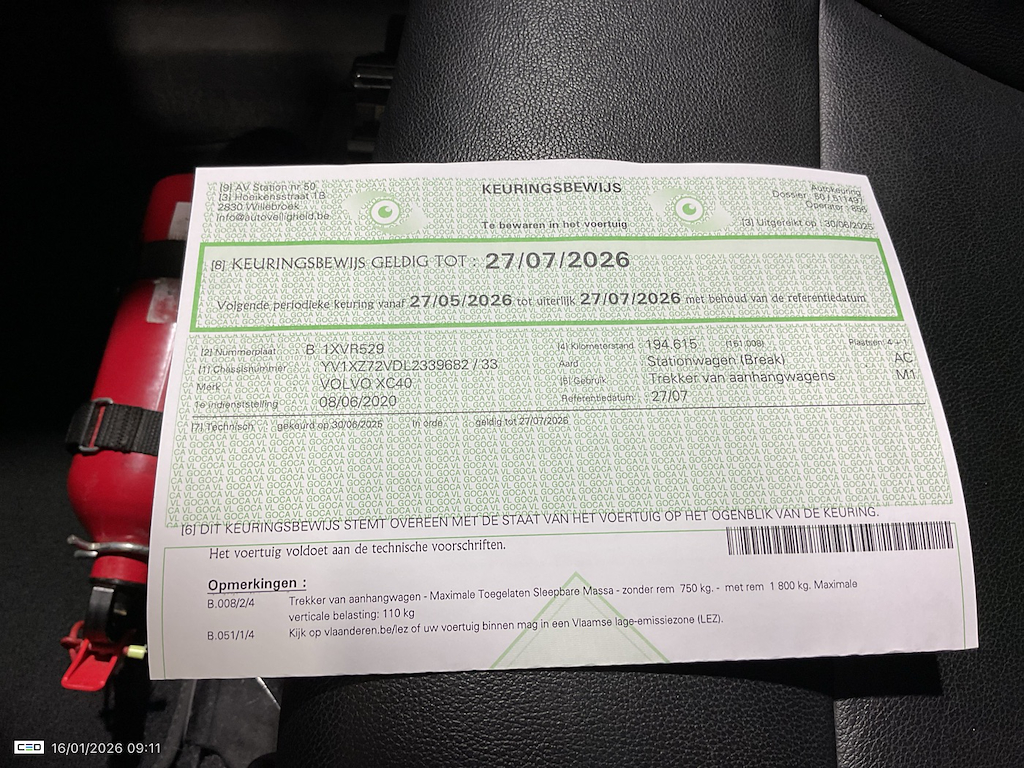 [9] AV Station nr 50
[3] Hoeikensstraat 1B
2830 Willebroek
info@autoveiligheid.be
KEURINGSBEWIJS
Te bewaren in het voertuig
Autokeuring
Dossier : 50 / 511497
Operator : 656
[3] Uitgereikt op : 30/06/2025
[8] KEURINGSBEWIJS GELDIG TOT : 27/07/2026
Volgende periodieke keuring vanaf 27/05/2026 tot uiterlijk 27/07/2026 met behoud van de referentiedatum
[2] Nummerplaat B 1XVR529
[1] Chassisnummer YV1XZ72VDL2339682 / 33
Merk VOLVO XC40
1e indienststelling 08/06/2020
[4] Kilometerstand : 194.615 (161.008) Plaatsen: 4 + 1
Aard Stationwagen (Break) AC
[5] Gebruik Trekker van aanhangwagens M1
Referentiedatum : 27/07
[7] Technisch gekeurd op 30/06/2025 In orde geldig tot 27/07/2026
[6] DIT KEURINGSBEWIJS STEMT OVEREEN MET DE STAAT VAN HET VOERTUIG OP HET OGENBLIK VAN DE KEURING.
Het voertuig voldoet aan de technische voorschriften.
Opmerkingen :
B.008/2/4 Trekker van aanhangwagen - Maximale Toegelaten Sleepbare Massa - zonder rem 750 kg. - met rem 1 800 kg. Maximale
verticale belasting: 110 kg
B.051/1/4 Kijk op vlaanderen.be/lez of uw voertuig binnen mag in een Vlaamse lage-emissiezone (LEZ).
CEO 16/01/2026 09:11